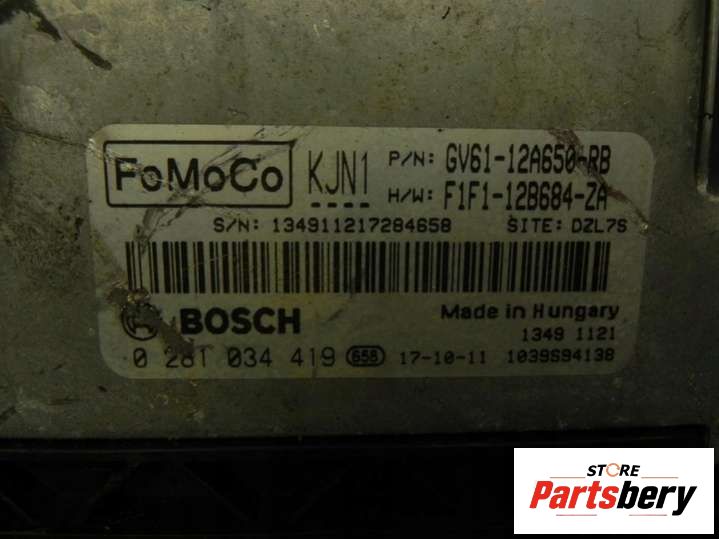 FoMoCo KJN1 P/N: GV61-12A650-RB
H/W: F1F1-12B684-ZA
S/N: 134911217284658 SITE: DZL7S
BOSCH Made in Hungary
1349 1121
0 281 034 419 658 17-10-11 1039S94138
STORE
Partsbery